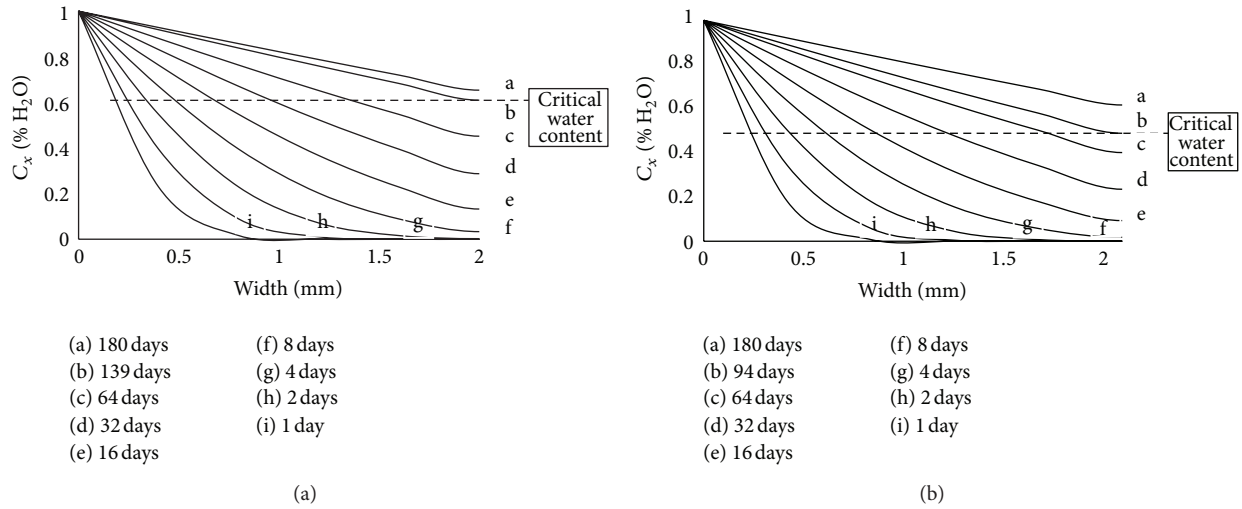 1
0.8
0.6
0.4
0.2
0
C_x (% H₂O)
0 0.5 1 1.5 2
Width (mm)
a
b
c
d
e
f
g
h
i
Critical
water
content
(a) 180 days
(b) 139 days
(c) 64 days
(d) 32 days
(e) 16 days
(f) 8 days
(g) 4 days
(h) 2 days
(i) 1 day
(a)
1
0.8
0.6
0.4
0.2
0
C_x (% H₂O)
0 0.5 1 1.5 2
Width (mm)
a
b
c
d
e
f
g
h
i
Critical
water
content
(a) 180 days
(b) 94 days
(c) 64 days
(d) 32 days
(e) 16 days
(f) 8 days
(g) 4 days
(h) 2 days
(i) 1 day
(b)